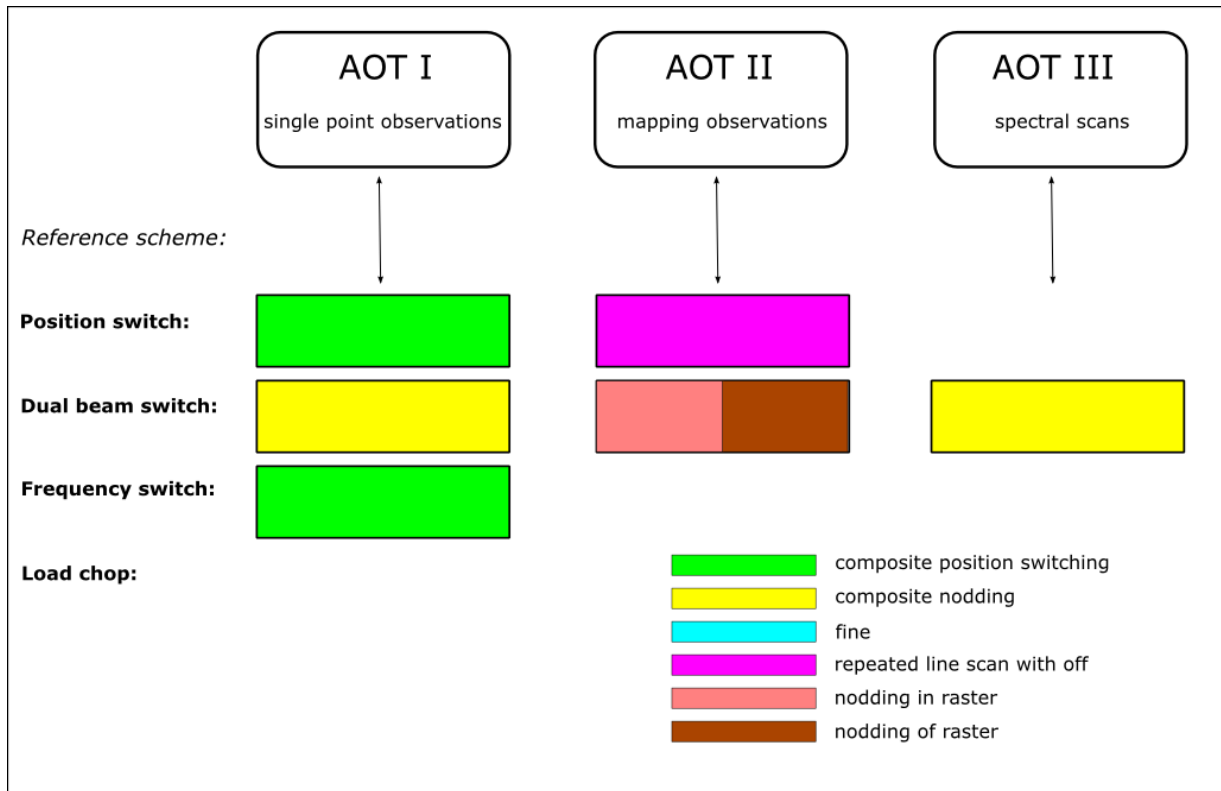 AOT I
single point observations
AOT II
mapping observations
AOT III
spectral scans
Reference scheme:
Position switch:
Dual beam switch:
Frequency switch:
Load chop:
composite position switching
composite nodding
fine
repeated line scan with off
nodding in raster
nodding of raster